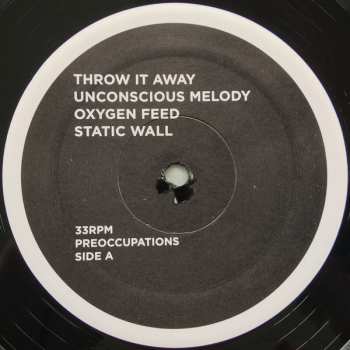 THROW IT AWAY
UNCONSCIOUS MELODY
OXYGEN FEED
STATIC WALL
33RPM
PREOCCUPATIONS
SIDE A